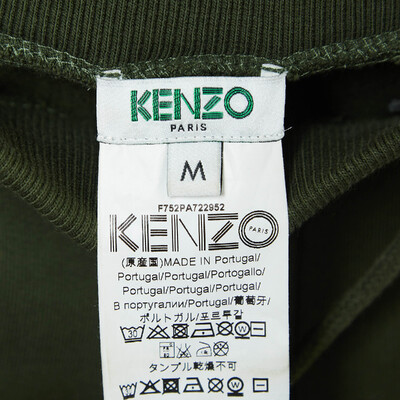 KENZO
PARIS
M
F752PA722952
KENZO
(原産国)MADE IN Portugal/
Portugal/Portugal/Portogallo/
Portugal/Portugal/Portugal/
В португалии/Portugal/葡萄牙/
ポルトガル/포르투갈
30
タンブル乾燥不可